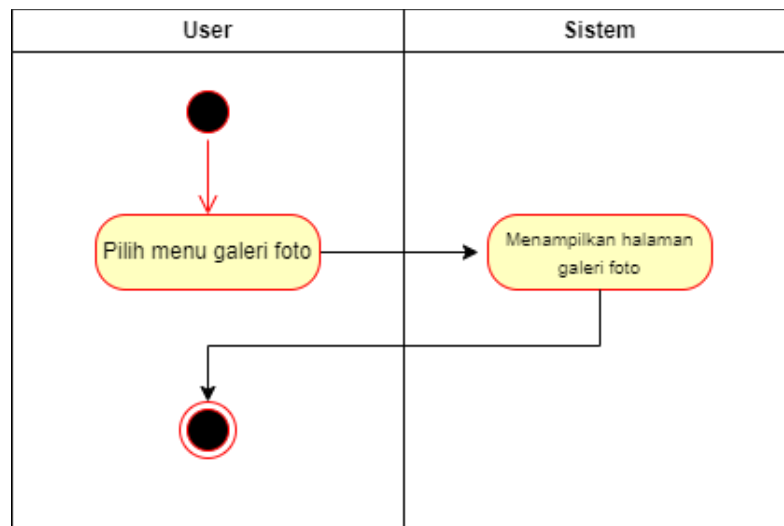 User
Sistem
Pilih menu galeri foto
Menampilkan halaman
galeri foto